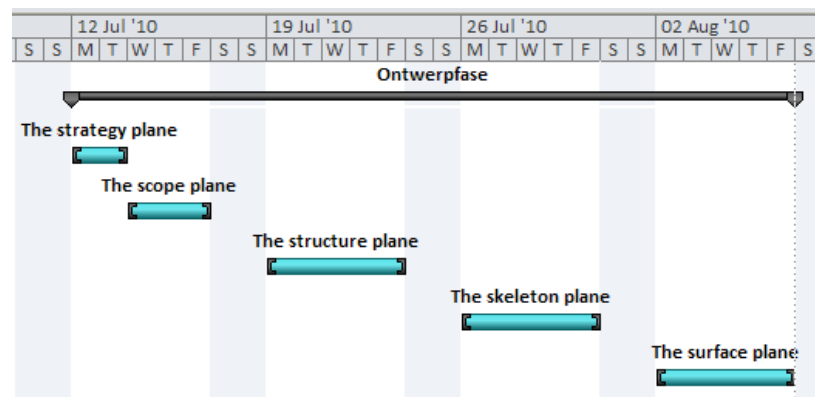 12 Jul '10 19 Jul '10 26 Jul '10 02 Aug '10
S S M T W T F S S M T W T F S S M T W T F S S M T W T F S
Ontwerpfase
The strategy plane
The scope plane
The structure plane
The skeleton plane
The surface plane